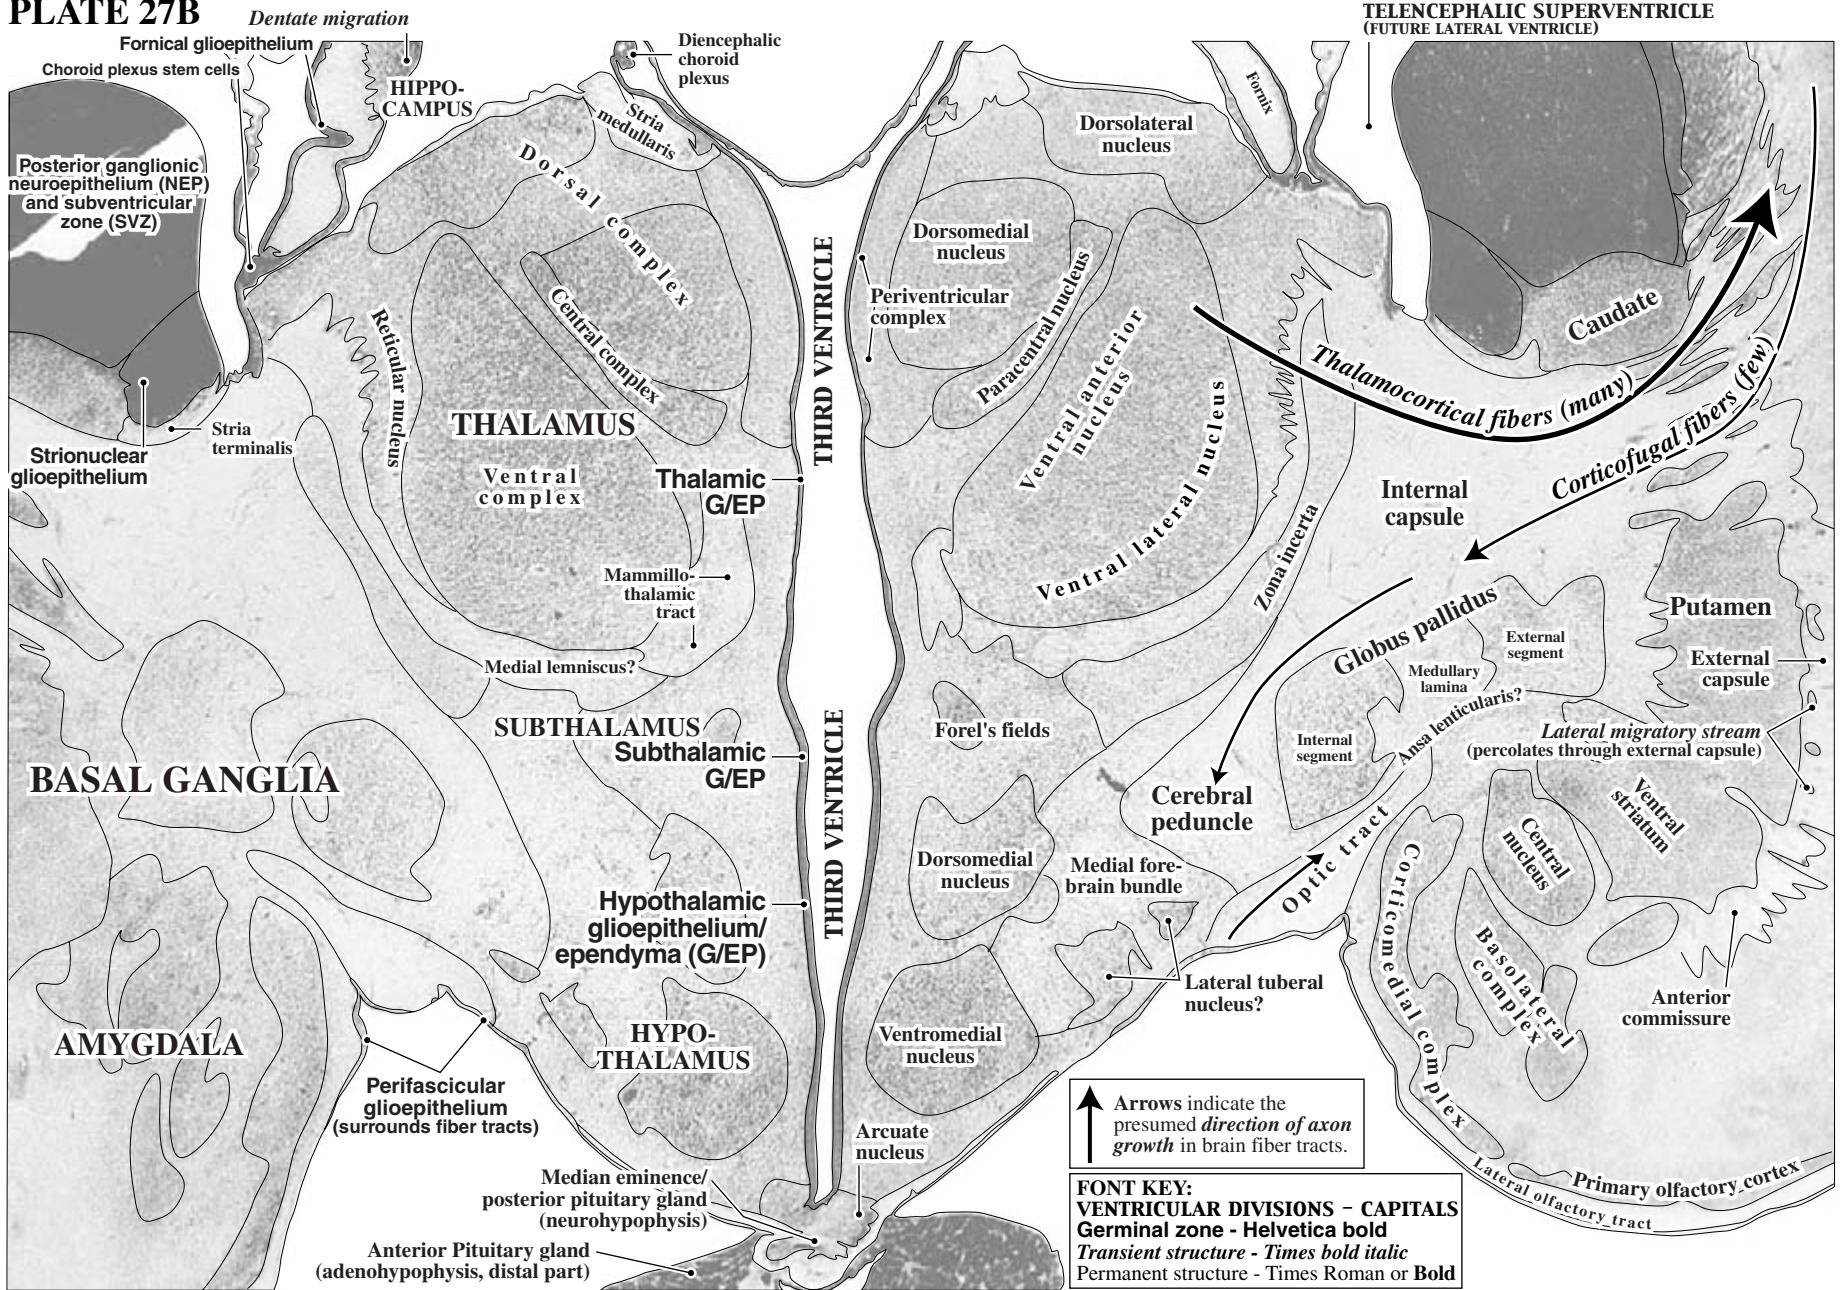 PLATE 27B
Dentate migration
Fornical glioepithelium
Choroid plexus stem cells
HIPPO-
CAMPUS
Diencephalic
choroid
plexus
TELENCEPHALIC SUPERVENTRICLE
(FUTURE LATERAL VENTRICLE)
Posterior ganglionic
neuroepithelium (NEP)
and subventricular
zone (SVZ)
Stria
medullaris
Dorsal complex
Fornix
Dorsolateral
nucleus
Dorsomedial
nucleus
THIRD VENTRICLE
Periventricular
complex
Paracentral nucleus
Ventral anterior
nucleus
Ventral lateral nucleus
Caudate
Thalamocortical fibers (many)
Corticofugal fibers (few)
Reticular nucleus
Central complex
THALAMUS
Ventral
complex
Stria
terminalis
Strionuclear
glioepithelium
Thalamic
G/EP
Internal
capsule
Zona incerta
Mammillo-
thalamic
tract
Medial lemniscus?
Globus pallidus
External
segment
Medullary
lamina
Ansa lenticularis?
Internal
segment
Putamen
External
capsule
Lateral migratory stream
(percolates through external capsule)
SUBTHALAMUS
Subthalamic
G/EP
THIRD VENTRICLE
Forel's fields
BASAL GANGLIA
Cerebral
peduncle
Ventral
striatum
Central
nucleus
Optic tract
Dorsomedial
nucleus
Medial fore-
brain bundle
Hypothalamic
glioepithelium/
ependyma (G/EP)
Corticomedial complex
Basolateral
complex
Lateral tuberal
nucleus?
Anterior
commissure
AMYGDALA
HYPO-
THALAMUS
Ventromedial
nucleus
Perifascicular
glioepithelium
(surrounds fiber tracts)
Arcuate
nucleus
Median eminence/
posterior pituitary gland
(neurohypophysis)
Anterior Pituitary gland
(adenohypophysis, distal part)
Arrows indicate the
presumed direction of axon
growth in brain fiber tracts.
Primary olfactory cortex
Lateral olfactory tract
FONT KEY:
VENTRICULAR DIVISIONS – CAPITALS
Germinal zone - Helvetica bold
Transient structure - Times bold italic
Permanent structure - Times Roman or Bold